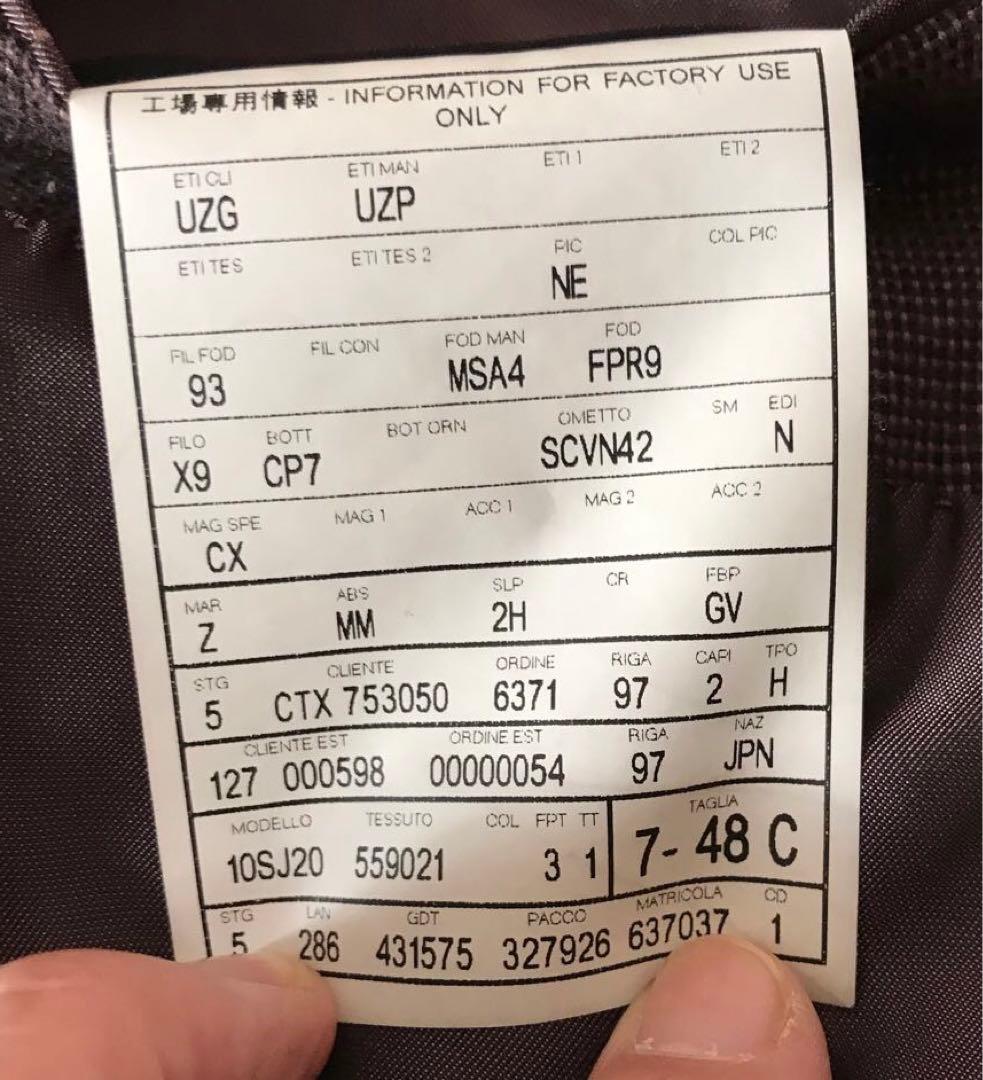 工場專用情報 - INFORMATION FOR FACTORY USE
ONLY
ETI CLI ETI MAN ETI 1 ETI 2
UZG UZP
ETI TES ETI TES 2 PIC COL PIC
NE
FIL FOD FIL CON FOD MAN FOD
93 MSA4 FPR9
FILO BOTT BOT ORN OMETTO SM EDI
X9 CP7 SCVN42 N
MAG SPE MAG 1 ACC 1 MAG 2 ACC 2
CX
MAR ABS SLP CR FBP
Z MM 2H GV
STG CLIENTE ORDINE RIGA CAPI TPO
5 CTX 753050 6371 97 2 H
CLIENTE EST ORDINE EST RIGA NAZ
127 000598 00000054 97 JPN
MODELLO TESSUTO COL FPT TT TAGLIA
10SJ20 559021 3 1 7- 48 C
STG LAN GDT PACCO MATRICOLA CD
5 286 431575 327926 637037 1